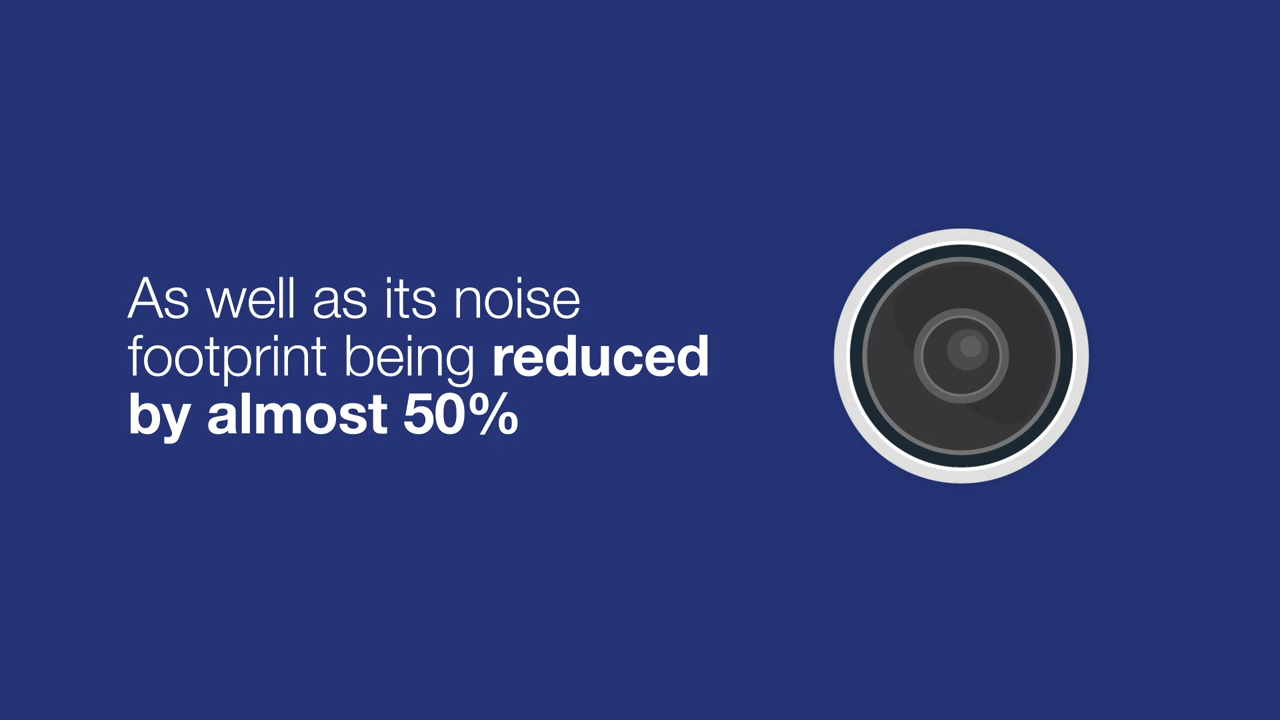 As well as its noise
footprint being reduced
by almost 50%